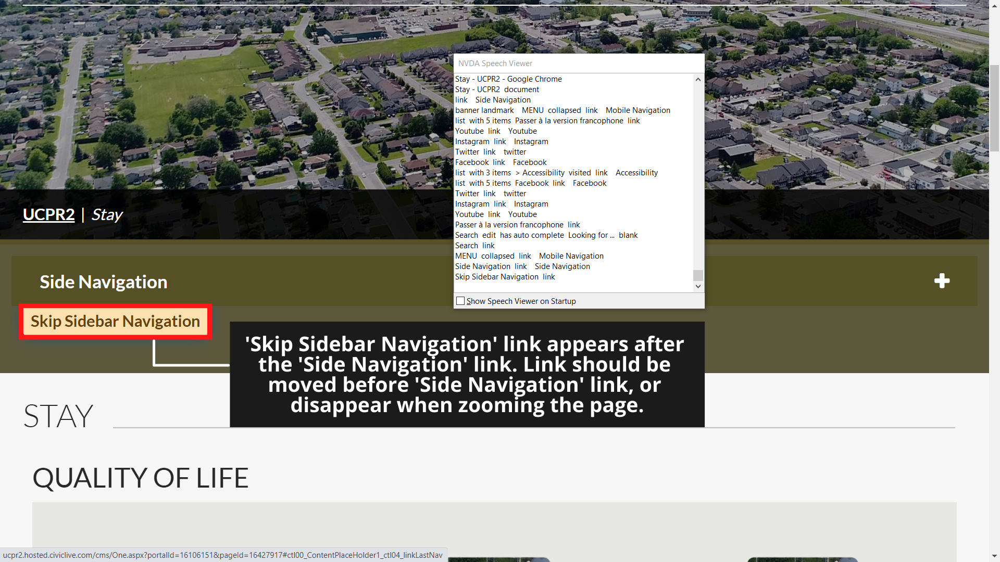 NVDA Speech Viewer
Stay - UCPR2 - Google Chrome
Stay - UCPR2  document
link    Side Navigation
banner landmark    MENU  collapsed  link    Mobile Navigation
list  with 5 items  Passer à la version francophone  link
Youtube  link    Youtube
Instagram  link    Instagram
Twitter  link    twitter
Facebook  link    Facebook
list  with 3 items  > Accessibility  visited  link    Accessibility
list  with 5 items  Facebook  link    Facebook
Twitter  link    twitter
Instagram  link    Instagram
Youtube  link    Youtube
Passer à la version francophone  link
Search  edit  has auto complete  Looking for ...  blank
Search  link
MENU  collapsed  link    Mobile Navigation
Side Navigation  link    Side Navigation
Skip Sidebar Navigation  link
Show Speech Viewer on Startup
UCPR2 | Stay
Side Navigation
Skip Sidebar Navigation
'Skip Sidebar Navigation' link appears after
the 'Side Navigation' link. Link should be
moved before 'Side Navigation' link, or
disappear when zooming the page.
STAY
QUALITY OF LIFE
ucpr2.hosted.civiclive.com/cms/One.aspx?portalId=16106151&pageId=16427917#ctl00_ContentPlaceHolder1_ctl04_linkLastNav